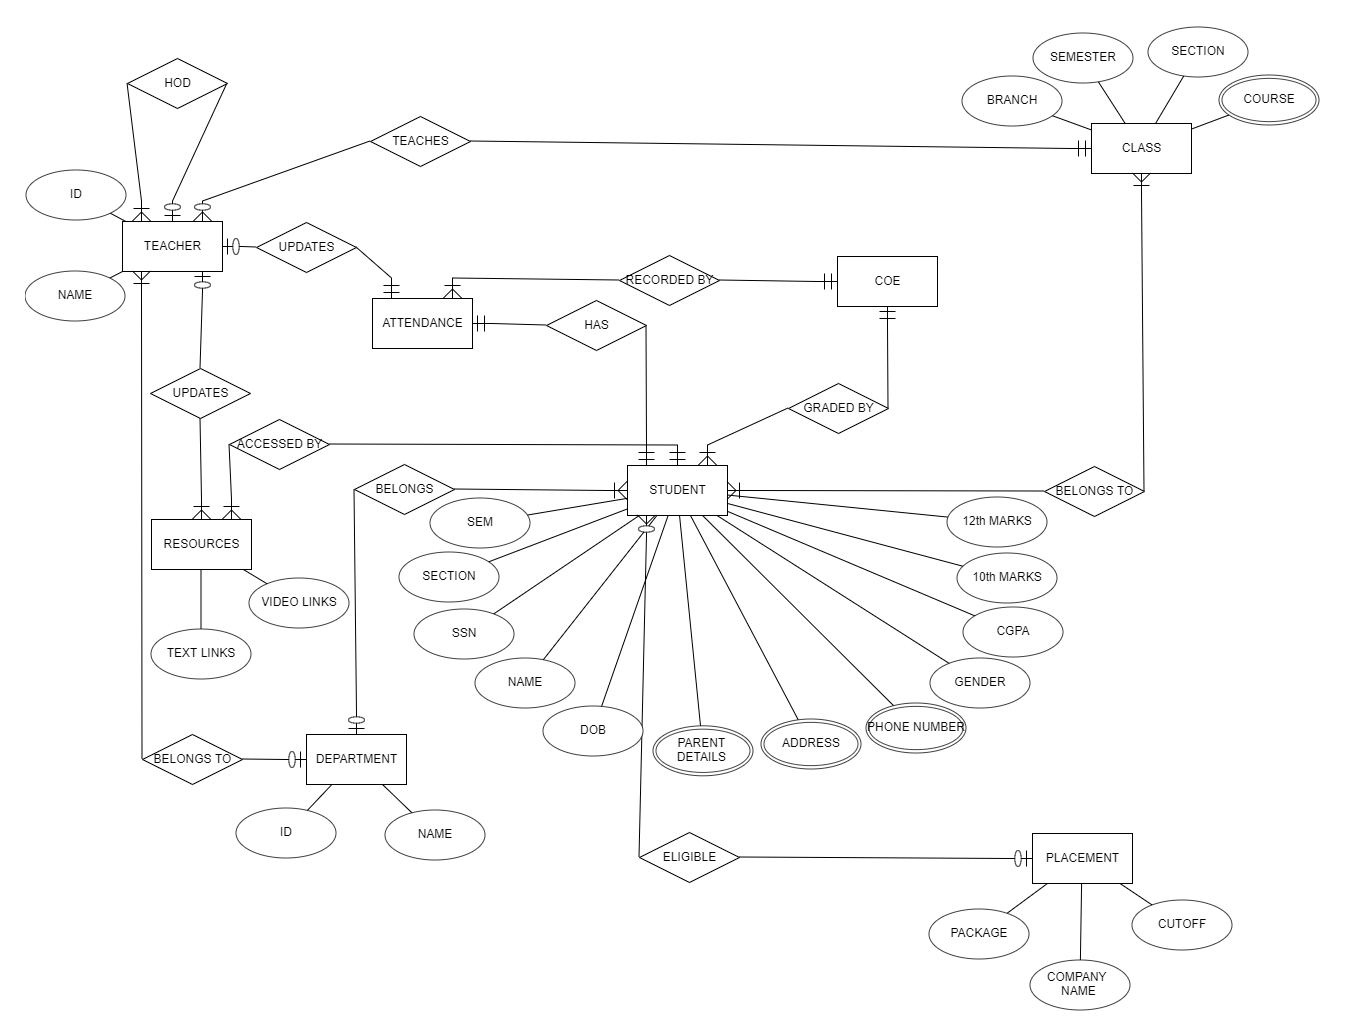 SECTION
SEMESTER
HOD
BRANCH
COURSE
TEACHES
CLASS
ID
TEACHER
UPDATES
RECORDED BY
COE
NAME
ATTENDANCE
HAS
UPDATES
GRADED BY
ACCESSED BY
BELONGS
STUDENT
BELONGS TO
SEM
12th MARKS
RESOURCES
SECTION
10th MARKS
VIDEO LINKS
SSN
CGPA
TEXT LINKS
NAME
GENDER
DOB
PHONE NUMBER
PARENT
DETAILS
ADDRESS
BELONGS TO
DEPARTMENT
ID
NAME
ELIGIBLE
PLACEMENT
PACKAGE
CUTOFF
COMPANY
NAME